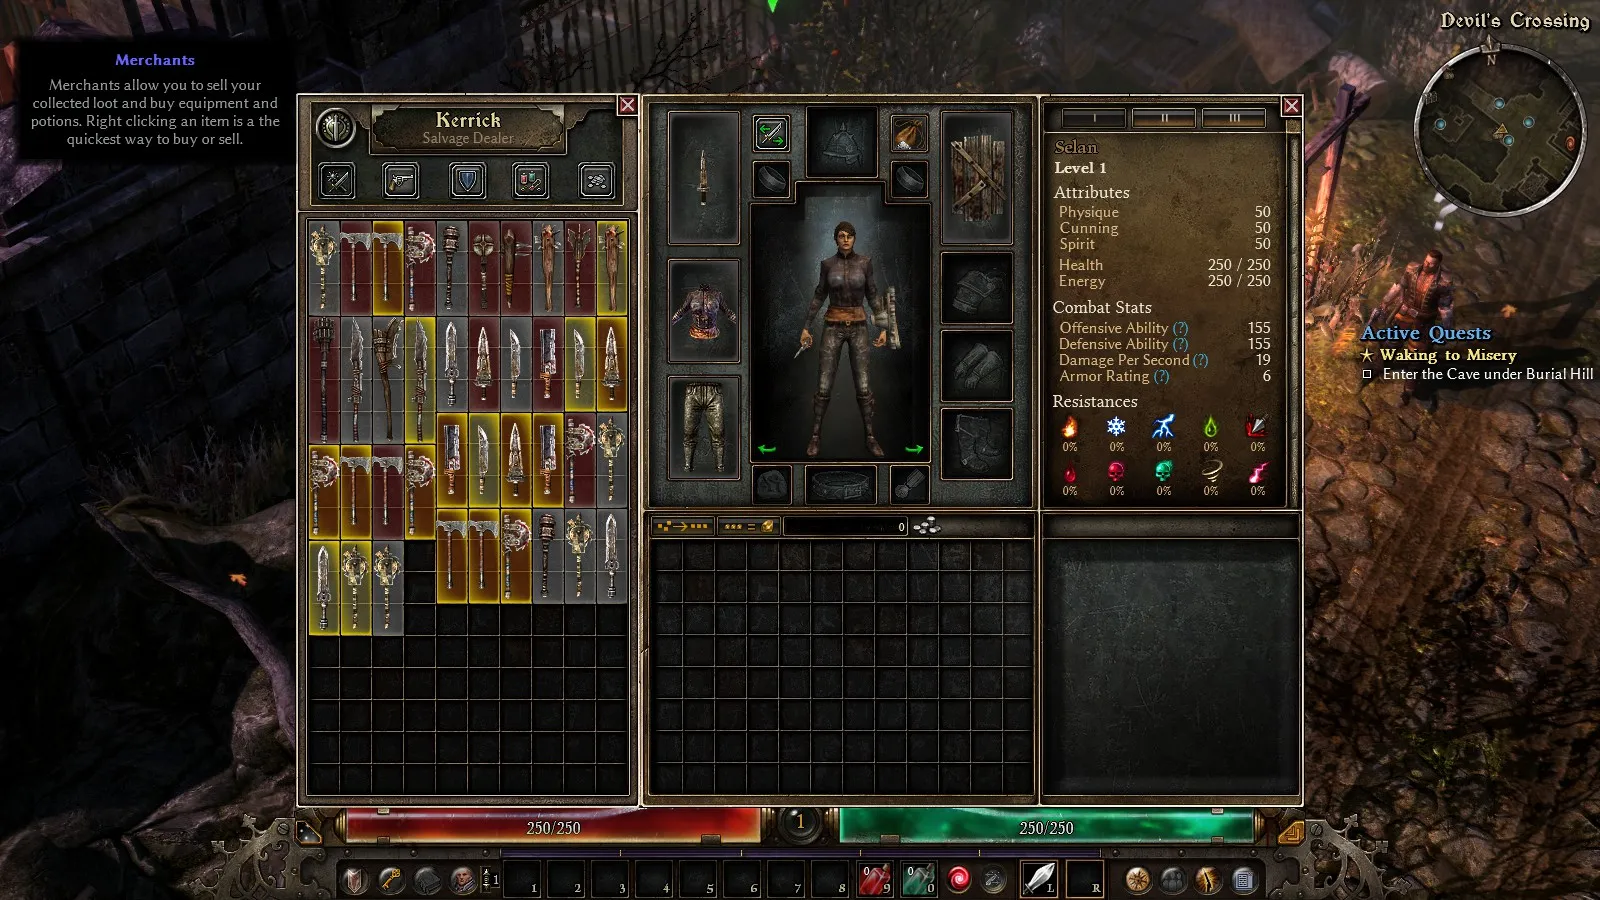 Devil's Crossing
N
Merchants
Merchants allow you to sell your
collected loot and buy equipment and
potions. Right clicking an item is a the
quickest way to buy or sell.
Kerrick
Salvage Dealer
I
II
III
Selan
Level 1
Attributes
Physique 50
Cunning 50
Spirit 50
Health 250 / 250
Energy 250 / 250
Combat Stats
Offensive Ability (?) 155
Defensive Ability (?) 155
Damage Per Second (?) 19
Armor Rating (?) 6
Resistances
0% 0% 0% 0% 0%
0% 0% 0% 0% 0%
Active Quests
Waking to Misery
Enter the Cave under Burial Hill
0
250/250
1
250/250
1
1 2 3 4 5 6 7 8 0 9 0 0 L R